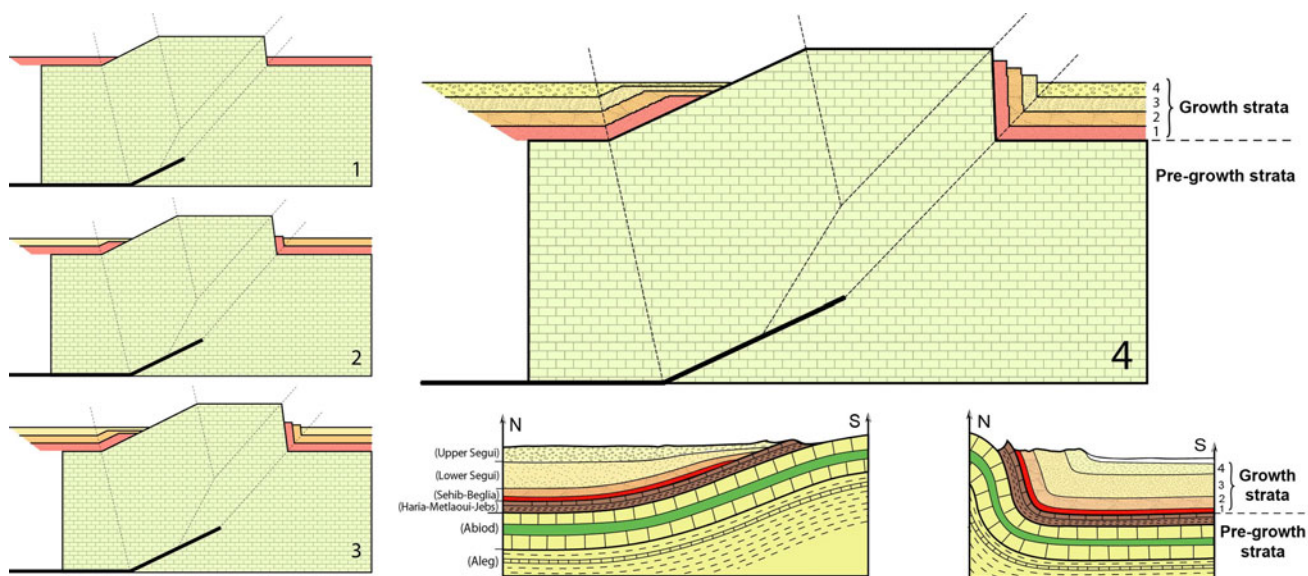 1
2
3
4
4
3
2
1
Growth strata
Pre-growth strata
N
S
(Upper Segui)
(Lower Segui)
(Sehib-Beglia)
(Haria-Metlaoui-Jebs)
(Abiod)
(Aleg)
N
S
4
3
2
1
Growth
strata
Pre-growth
strata